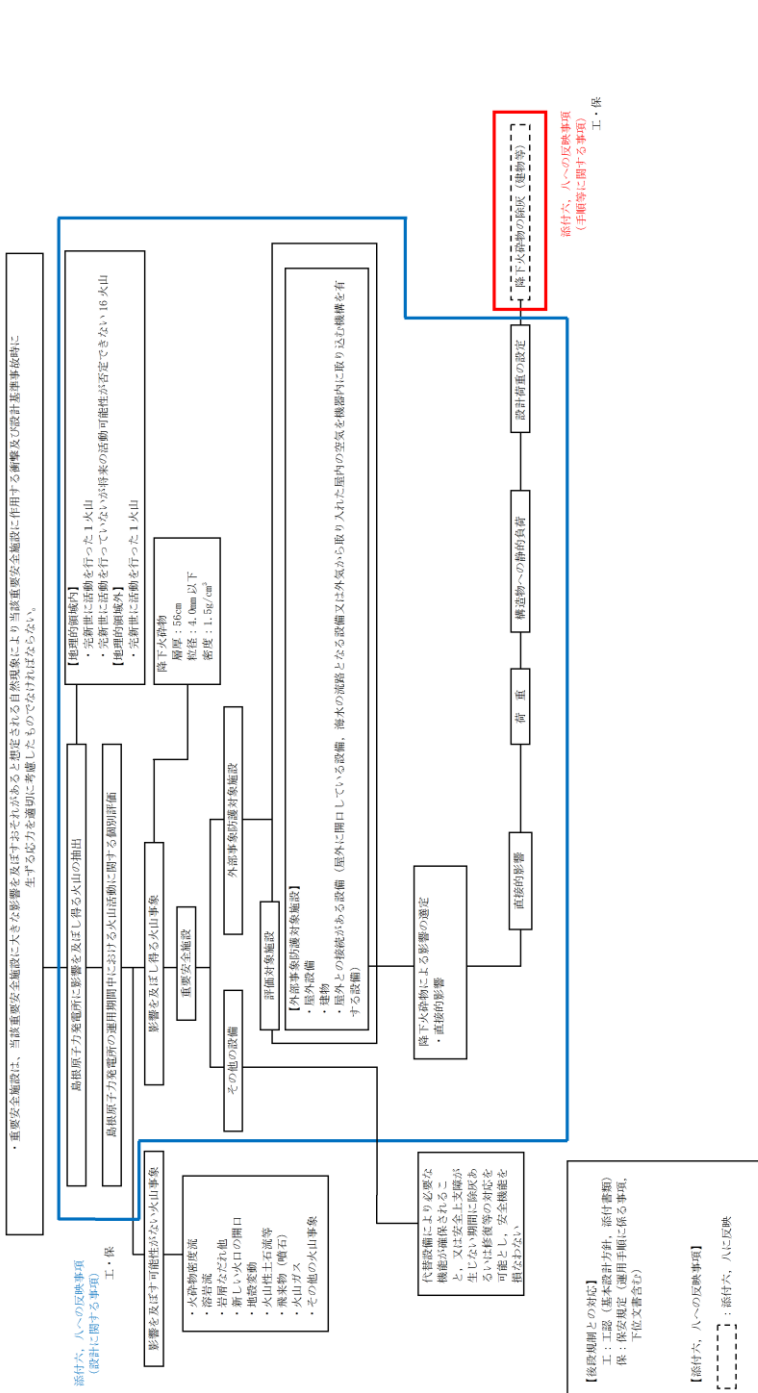 ・重要安全施設は、当該重要安全施設に大きな影響を及ぼすおそれがあると想定される自然現象により当該重要安全施設に作用する衝撃及び設計基準事故時に
生ずる応力を適切に考慮したものでなければならない。
添付六，八への反映事項
（設計に関する事項）
工・保
島根原子力発電所に影響を及ぼし得る火山の抽出
【地理的領域内】
・完新世に活動を行った1火山
・完新世に活動を行っていないが将来の活動可能性が否定できない16火山
【地理的領域外】
・完新世に活動を行った1火山
島根原子力発電所の運用期間中における火山活動に関する個別評価
影響を及ぼす可能性がない火山事象
・火砕物密度流
・溶岩流
・岩屑なだれ他
・新しい火口の開口
・地殻変動
・火山性土石流等
・飛来物（噴石）
・火山ガス
・その他の火山事象
影響を及ぼし得る火山事象
降下火砕物
層厚：56cm
粒径：4.0mm以下
密度：1.5g/cm³
重要安全施設
その他の設備
外部事象防護対象施設
評価対象施設
【外部事象防護対象施設】
・屋外設備
・建物
・屋外との接続がある設備（屋外に開口している設備，海水の流路となる設備又は外気から取り入れた屋内の空気を機器内に取り込む機構を有
する設備）
代替設備により必要な
機能が確保されるこ
と，又は安全上支障が
生じない期間に除灰あ
るいは修復等の対応を
可能とし，安全機能を
損なわない
降下火砕物による影響の選定
・直接的影響
直接的影響
荷重
構造物への静的負荷
設計荷重の設定
降下火砕物の除灰（建物等）
添付六，八への反映事項
（手順等に関する事項）
工・保
【後段規制との対応】
工：工認（基本設計方針，添付書類）
保：保安規定（運用手順に係る事項，
下位文書含む）
【添付六，八への反映事項】
：添付六，八に反映